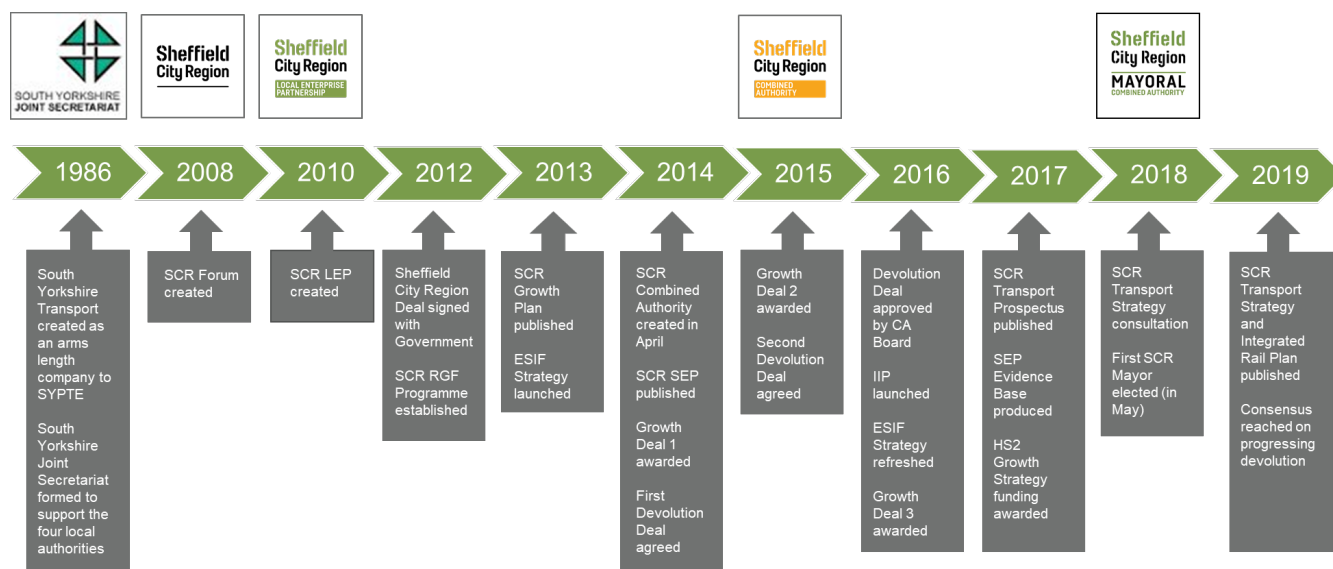 SOUTH YORKSHIRE
JOINT SECRETARIAT
Sheffield
City Region
Sheffield
City Region
LOCAL ENTERPRISE
PARTNERSHIP
Sheffield
City Region
COMBINED
AUTHORITY
Sheffield
City Region
MAYORAL
COMBINED AUTHORITY
1986
2008
2010
2012
2013
2014
2015
2016
2017
2018
2019
South
Yorkshire
Transport
created as
an arms
length
company to
SYPTE
South
Yorkshire
Joint
Secretariat
formed to
support the
four local
authorities
SCR Forum
created
SCR LEP
created
Sheffield
City Region
Deal signed
with
Government
SCR RGF
Programme
established
SCR
Growth
Plan
published
ESIF
Strategy
launched
SCR
Combined
Authority
created in
April
SCR SEP
published
Growth
Deal 1
awarded
First
Devolution
Deal
agreed
Growth
Deal 2
awarded
Second
Devolution
Deal
agreed
Devolution
Deal
approved
by CA
Board
IIP
launched
ESIF
Strategy
refreshed
Growth
Deal 3
awarded
SCR
Transport
Prospectus
published
SEP
Evidence
Base
produced
HS2
Growth
Strategy
funding
awarded
SCR
Transport
Strategy
consultation
First SCR
Mayor
elected (in
May)
SCR
Transport
Strategy
and
Integrated
Rail Plan
published
Consensus
reached on
progressing
devolution